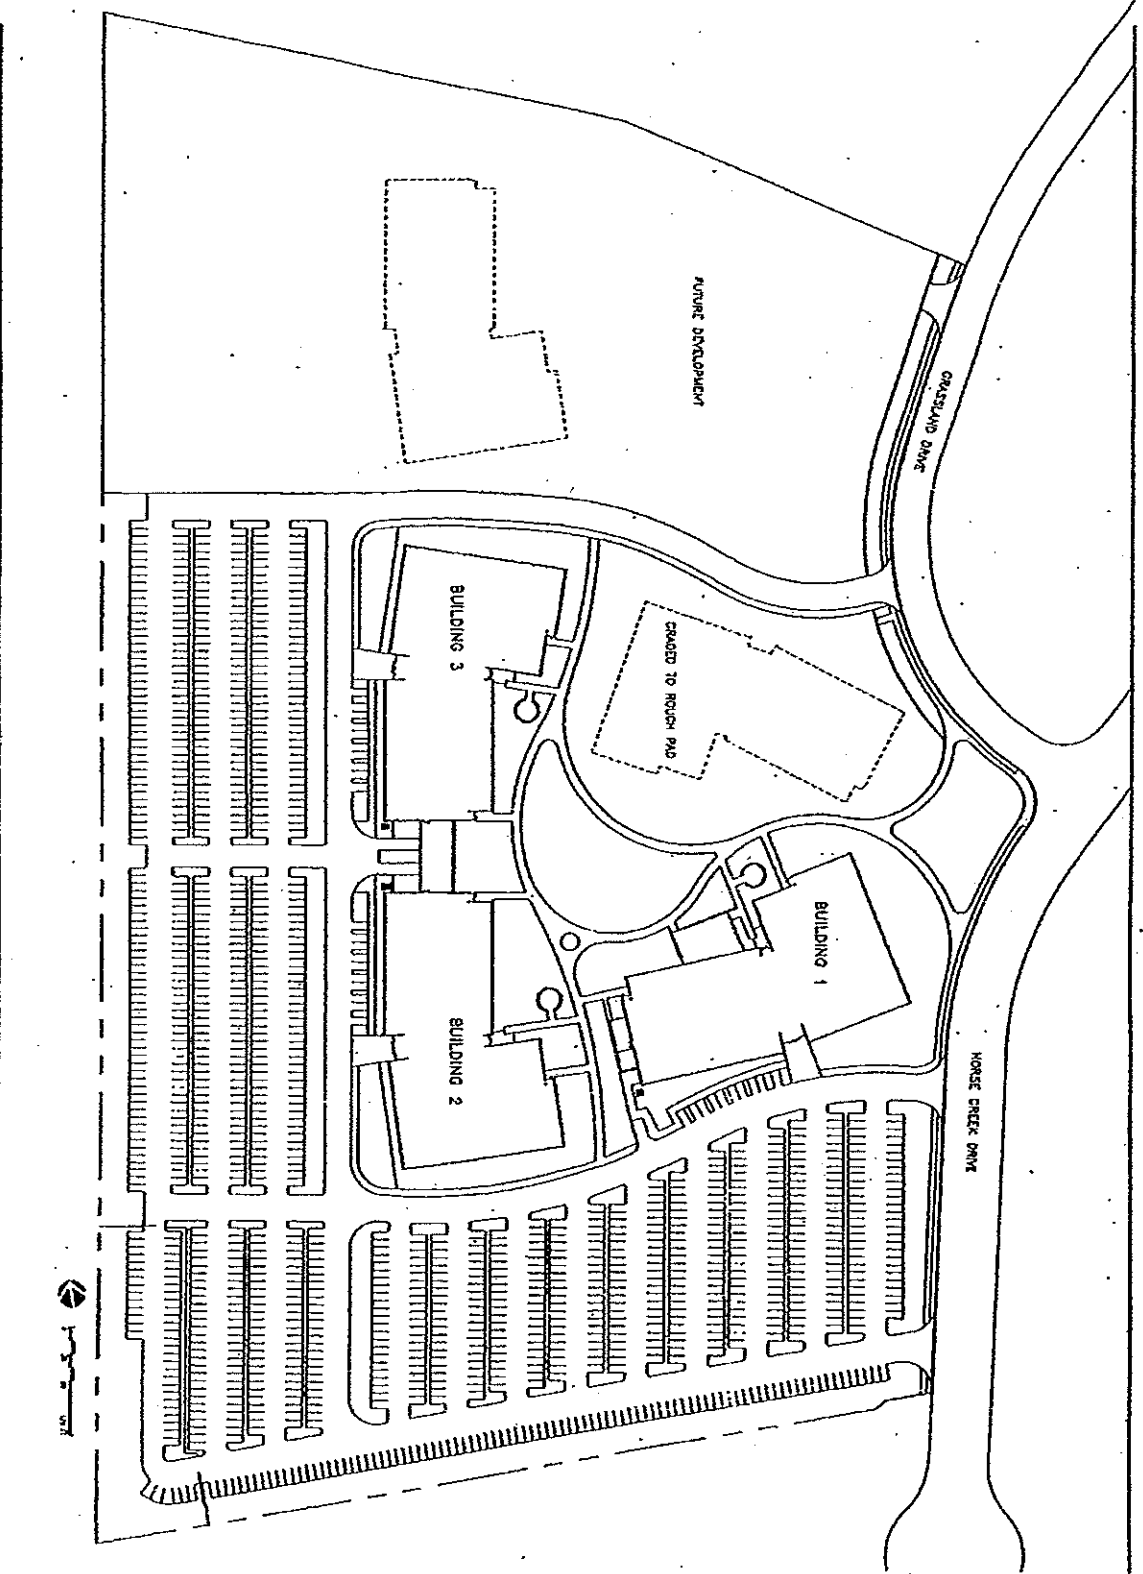 GRASSLAND DRIVE
FUTURE DEVELOPMENT
HORSE CREEK DRIVE
GRADED TO ROUGH PAD
BUILDING 1
BUILDING 3
BUILDING 2